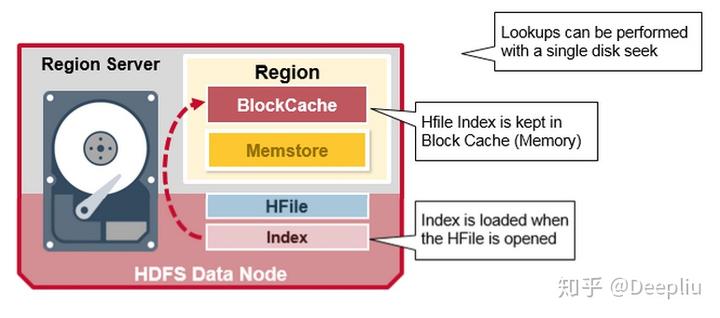 Lookups can be performed
with a single disk seek
Region Server
Region
BlockCache
Hfile Index is kept in
Block Cache (Memory)
Memstore
HFile
Index is loaded when
the HFile is opened
Index
HDFS Data Node
知乎 @Deepliu